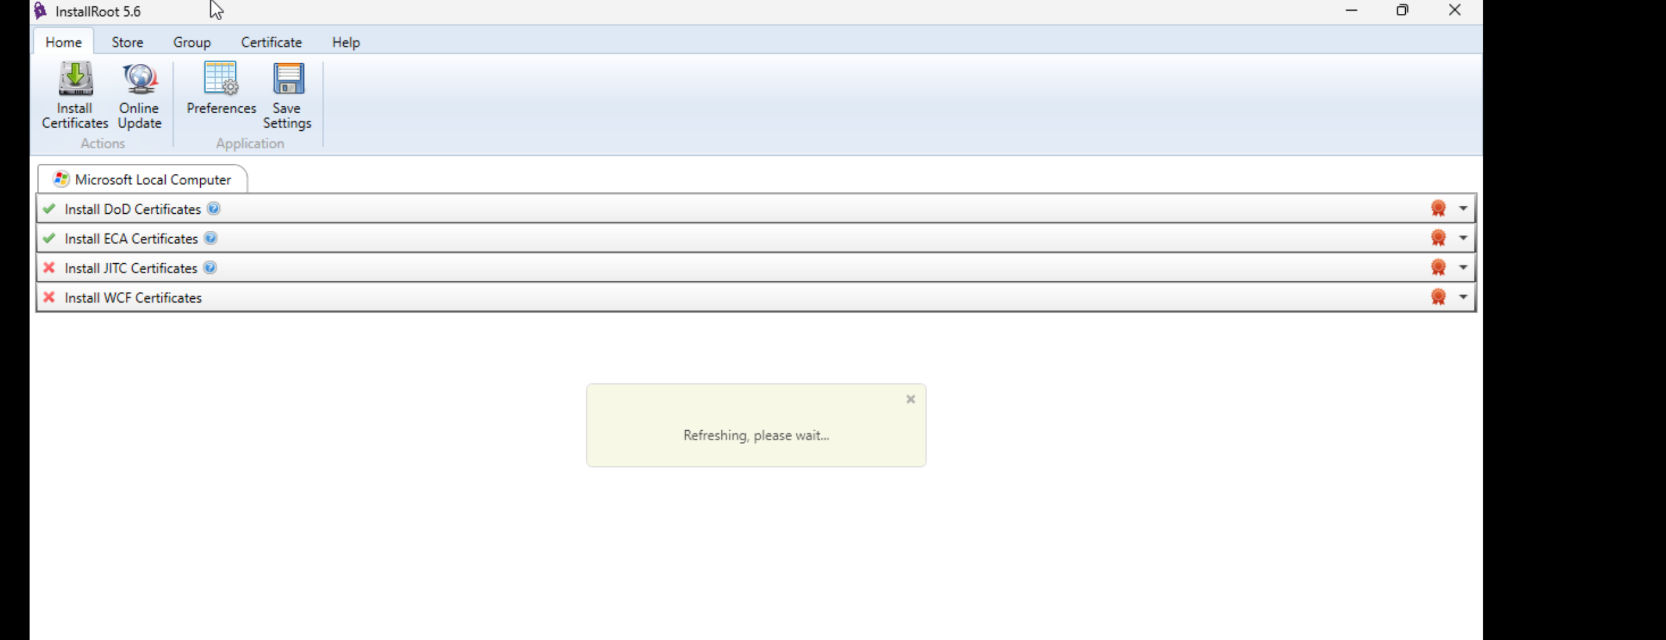 InstallRoot 5.6
Home Store Group Certificate Help
Install Certificates
Online Update
Preferences
Save Settings
Actions
Application
Microsoft Local Computer
Install DoD Certificates
Install ECA Certificates
Install JITC Certificates
Install WCF Certificates
Refreshing, please wait...